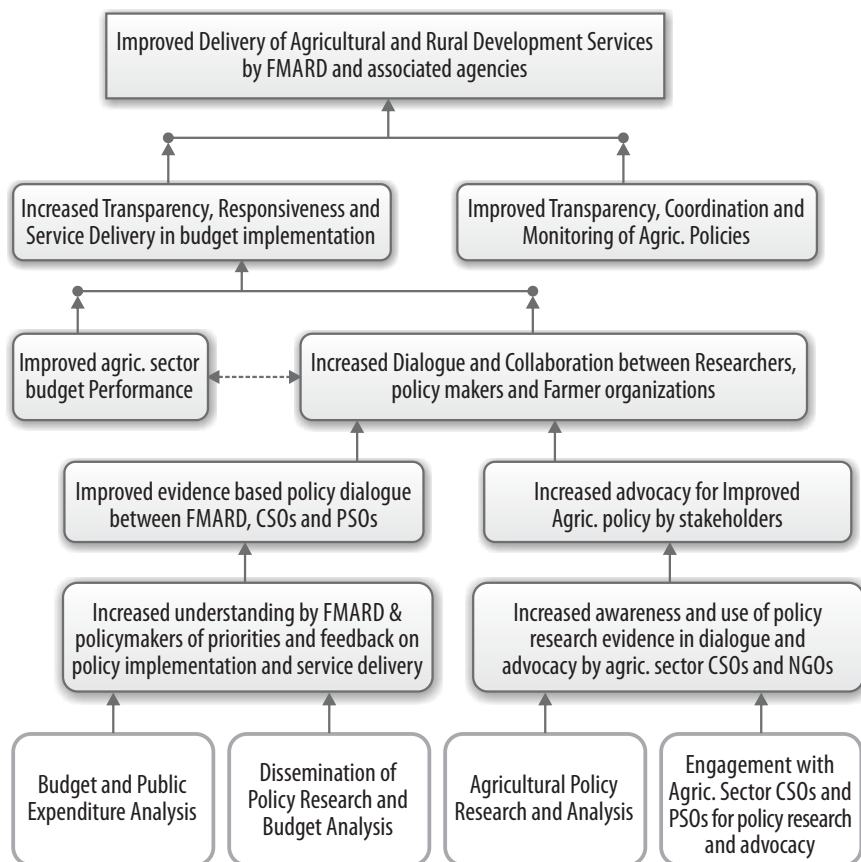 Improved Delivery of Agricultural and Rural Development Services
by FMARD and associated agencies
Increased Transparency, Responsiveness and
Service Delivery in budget implementation
Improved Transparency, Coordination and
Monitoring of Agric. Policies
Improved agric. sector
budget Performance
Increased Dialogue and Collaboration between Researchers,
policy makers and Farmer organizations
Improved evidence based policy dialogue
between FMARD, CSOs and PSOs
Increased advocacy for Improved
Agric. policy by stakeholders
Increased understanding by FMARD &
policymakers of priorities and feedback on
policy implementation and service delivery
Increased awareness and use of policy
research evidence in dialogue and
advocacy by agric. sector CSOs and NGOs
Budget and Public
Expenditure Analysis
Dissemination of
Policy Research and
Budget Analysis
Agricultural Policy
Research and Analysis
Engagement with
Agric. Sector CSOs and
PSOs for policy research
and advocacy